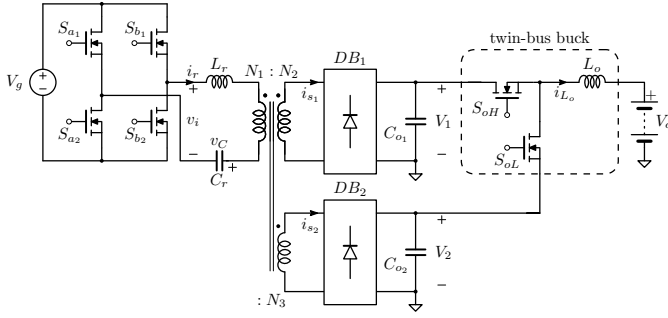 twin-bus buck
S_{a_1} S_{b_1} i_r L_r N_1 : N_2 DB_1
V_g + i_{s_1} + S_{oH} i_{L_o} L_o +
S_{a_2} S_{b_2} v_i C_{o_1} V_1
− v_C − S_{oL}
C_r + DB_2
i_{s_2} +
C_{o_2} V_2
: N_3 −